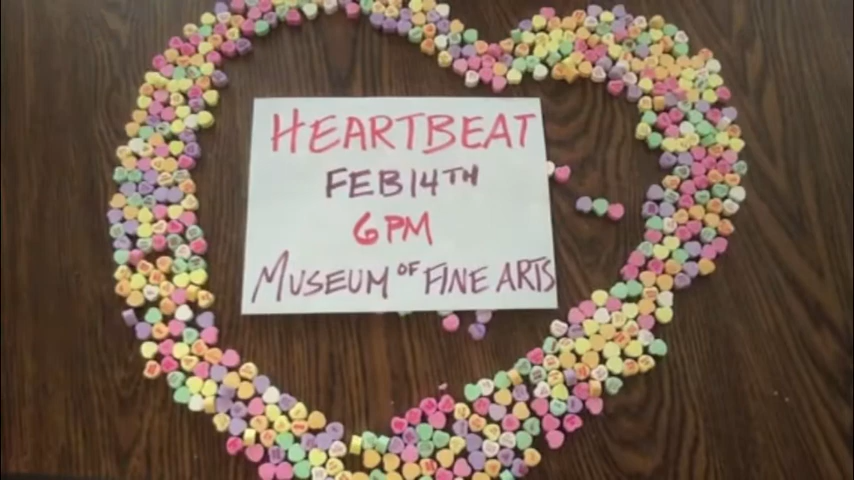 HEARTBEAT
FEB 14TH
6PM
MUSEUM OF FINE ARTS